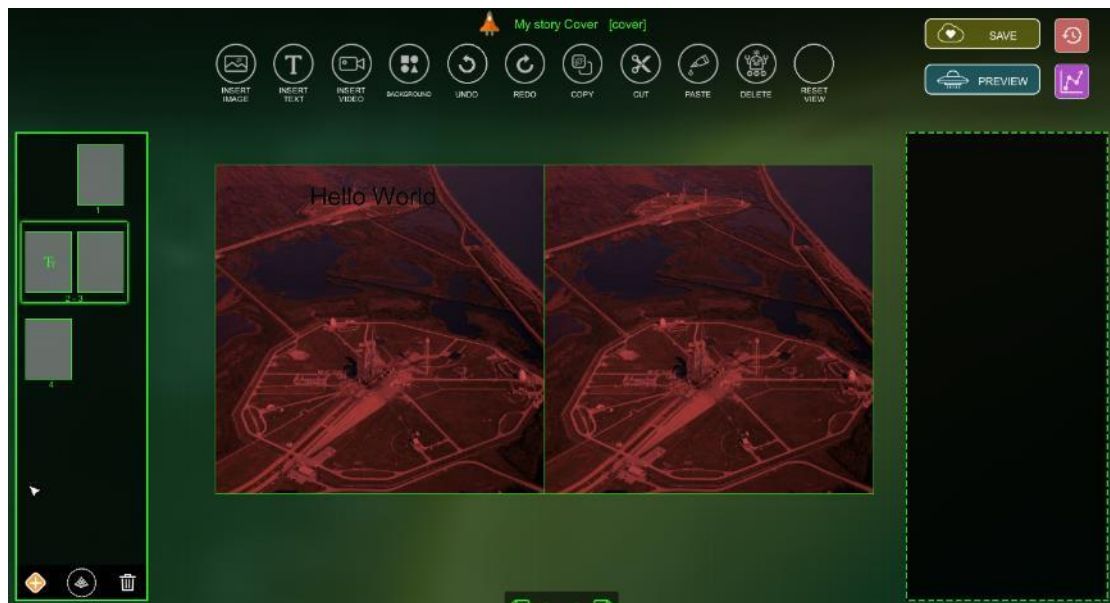 My story Cover [cover]
SAVE
PREVIEW
INSERT IMAGE
INSERT TEXT
INSERT VIDEO
BACKGROUND
UNDO
REDO
COPY
CUT
PASTE
DELETE
RESET VIEW
1
2 - 3
4
Hello World